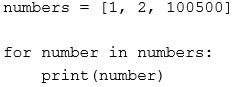 numbers = [1, 2, 100500]

for number in numbers:
    print(number)